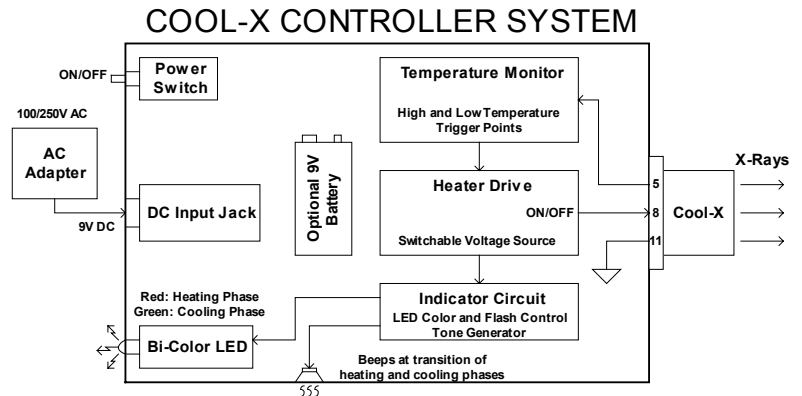 COOL-X CONTROLLER SYSTEM
ON/OFF
Power
Switch
100/250V AC
AC
Adapter
9V DC
DC Input Jack
Optional 9V
Battery
Temperature Monitor
High and Low Temperature
Trigger Points
Heater Drive
ON/OFF
Switchable Voltage Source
Indicator Circuit
LED Color and Flash Control
Tone Generator
5
8
11
Cool-X
X-Rays
Red: Heating Phase
Green: Cooling Phase
Bi-Color LED
Beeps at transition of
heating and cooling phases